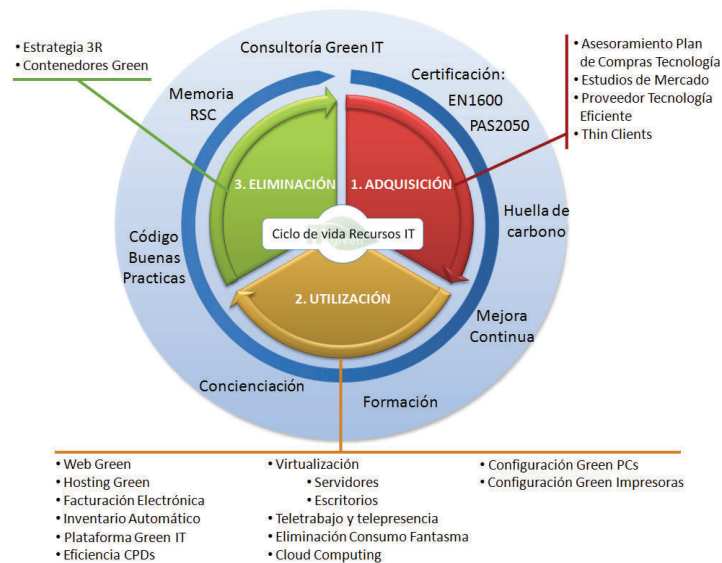 • Estrategia 3R
• Contenedores Green
Consultoría Green IT
• Asesoramiento Plan
de Compras Tecnología
• Estudios de Mercado
• Proveedor Tecnología
Eficiente
• Thin Clients
Memoria
RSC
Certificación:
EN1600
PAS2050
3. ELIMINACIÓN
1. ADQUISICIÓN
Ciclo de vida Recursos IT
Huella de
carbono
Código
Buenas
Practicas
2. UTILIZACIÓN
Mejora
Continua
Concienciación
Formación
• Web Green
• Hosting Green
• Facturación Electrónica
• Inventario Automático
• Plataforma Green IT
• Eficiencia CPDs
• Virtualización
• Servidores
• Escritorios
• Teletrabajo y telepresencia
• Eliminación Consumo Fantasma
• Cloud Computing
• Configuración Green PCs
• Configuración Green Impresoras